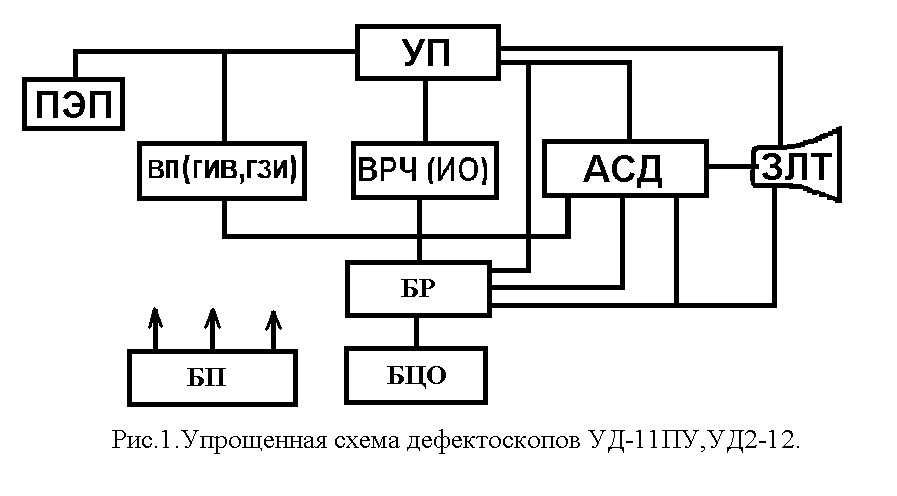 УП
ПЭП
ВП(ГИВ,ГЗИ)
ВРЧ (ИО)
АСД
ЗЛТ
БР
БП
БЦО
Рис.1.Упрощенная схема дефектоскопов УД-11ПУ,УД2-12.